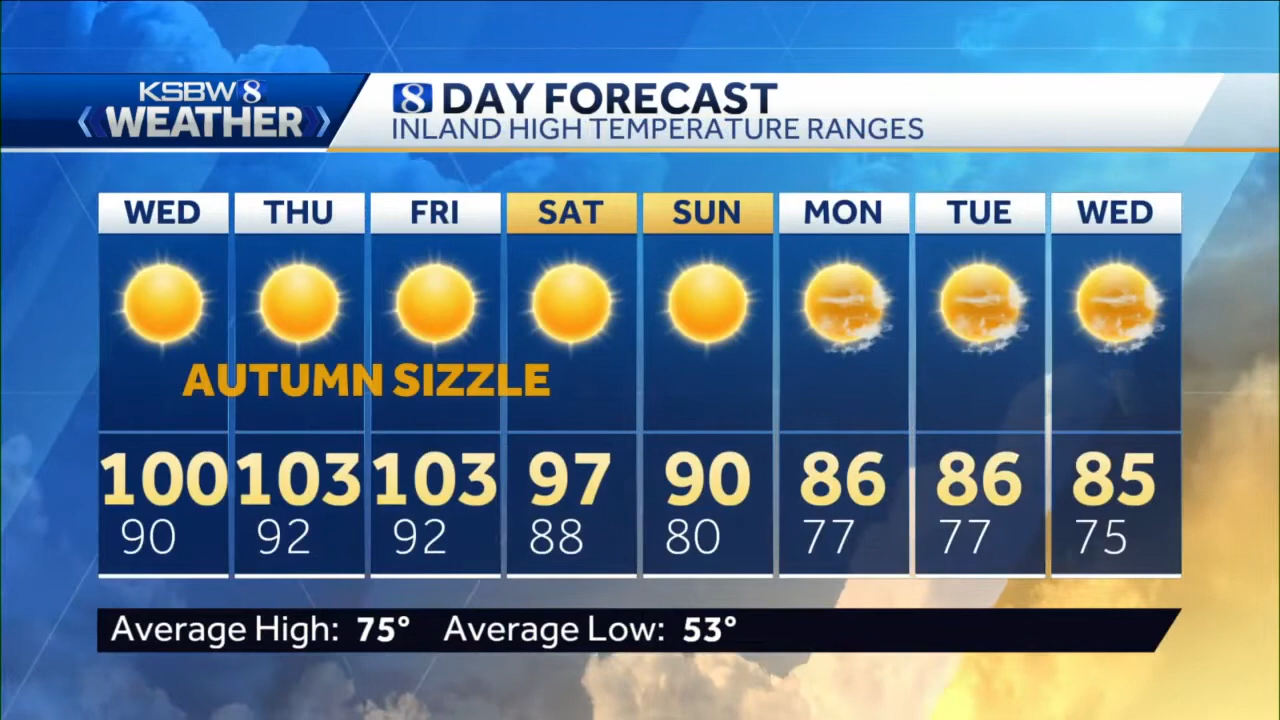 KSBW 8
WEATHER
8 DAY FORECAST
INLAND HIGH TEMPERATURE RANGES
WED THU FRI SAT SUN MON TUE WED
AUTUMN SIZZLE
100 103 103 97 90 86 86 85
90 92 92 88 80 77 77 75
Average High: 75° Average Low: 53°